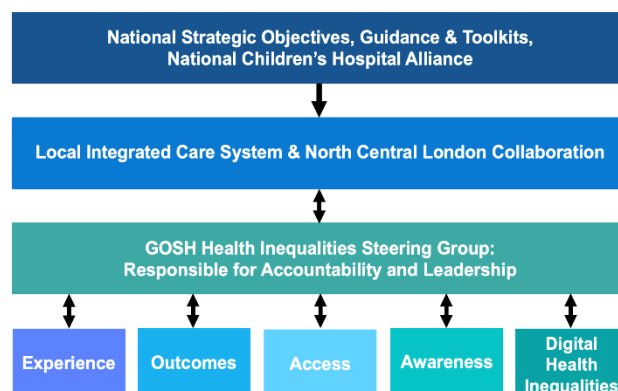 National Strategic Objectives, Guidance & Toolkits,
National Children's Hospital Alliance
Local Integrated Care System & North Central London Collaboration
GOSH Health Inequalities Steering Group:
Responsible for Accountability and Leadership
Experience
Outcomes
Access
Awareness
Digital
Health
Inequalities